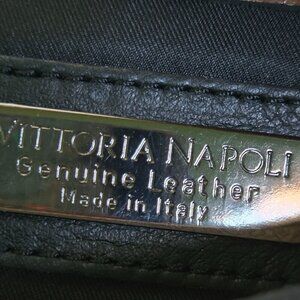 VITTORIA NAPOLI
Genuine Leather
Made in Italy